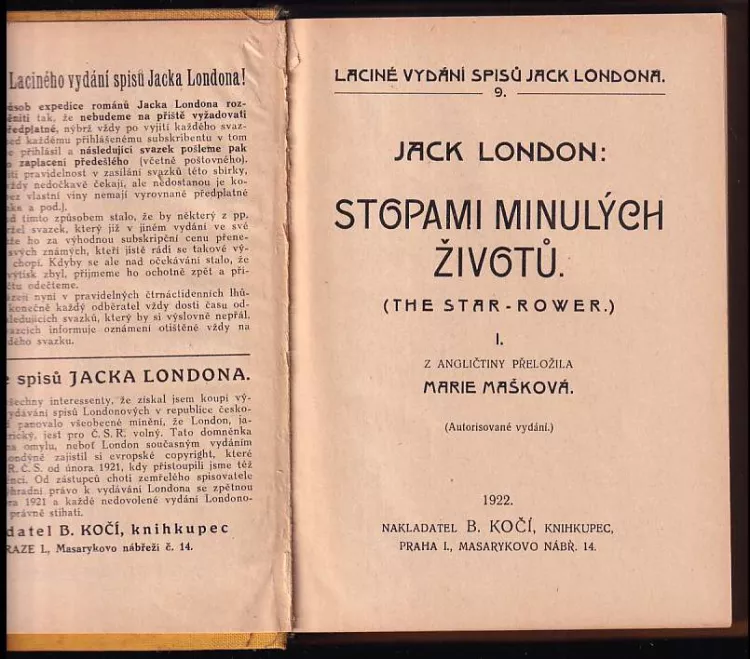 Laciného vydání spisů Jacka Londona!
expedice románů Jacka Londona roz-
tak, že nebudeme na příště vyžadovati
předplatné, nýbrž vždy po vyjití každého svaz-
každému přihlášenému subskribentu v tom
přihlásil a následující svazek pošleme pak
zaplacení předešlého (včetně poštovného).
pravidelnost v zasílání svazků této sbírky,
nedočkavě čekají, ale nedostanou je ko-
vlastní viny nemají vyrovnané předplatné
a pod.).
tímto způsobem stalo, že by některý z pp.
svazek, který již v jiném vydání ve své
ho za výhodnou subskripční cenu přene-
známých, kteří jistě rádi se takové vý-
chopí. Kdyby se ale nad očekávání stalo, že
zbyl, přijmeme ho ochotně zpět a při-
odečteme.
nyní v pravidelných čtrnáctidenních lhů-
konečně každý odběratel vždy dosti času od-
svazků, který by si výslovně nepřál.
informuje oznámení otištěné vždy na
svazku.
spisů JACKA LONDONA.
interessenty, že získal jsem koupí vý-
vydávání spisů Londonových v republice česko-
panovalo všeobecné mínění, že London, ja-
jest pro Č. S. R. volný. Tato domněnka
omylu, neboť London současným vydáním
zajistil si evropské copyright, které
Č. S. od února 1921, kdy přistoupili jsme též
Od zástupců choti zemřelého spisovatele
právo k vydávání Londona se zpětnou
1921 a každé nedovolené vydání Londono-
právně stihati.
B. KOČÍ, knihkupec
I., Masarykovo nábřeží č. 14.
LACINÉ VYDÁNÍ SPISŮ JACK LONDONA.
9.
JACK LONDON:
STOPAMI MINULÝCH
ŽIVOTŮ.
(THE STAR-ROWER.)
I.
Z ANGLIČTINY PŘELOŽILA
MARIE MAŠKOVÁ.
(Autorisované vydání.)
1922.
NAKLADATEL B. KOČÍ, KNIHKUPEC,
PRAHA I., MASARYKOVO NÁBŘ. 14.